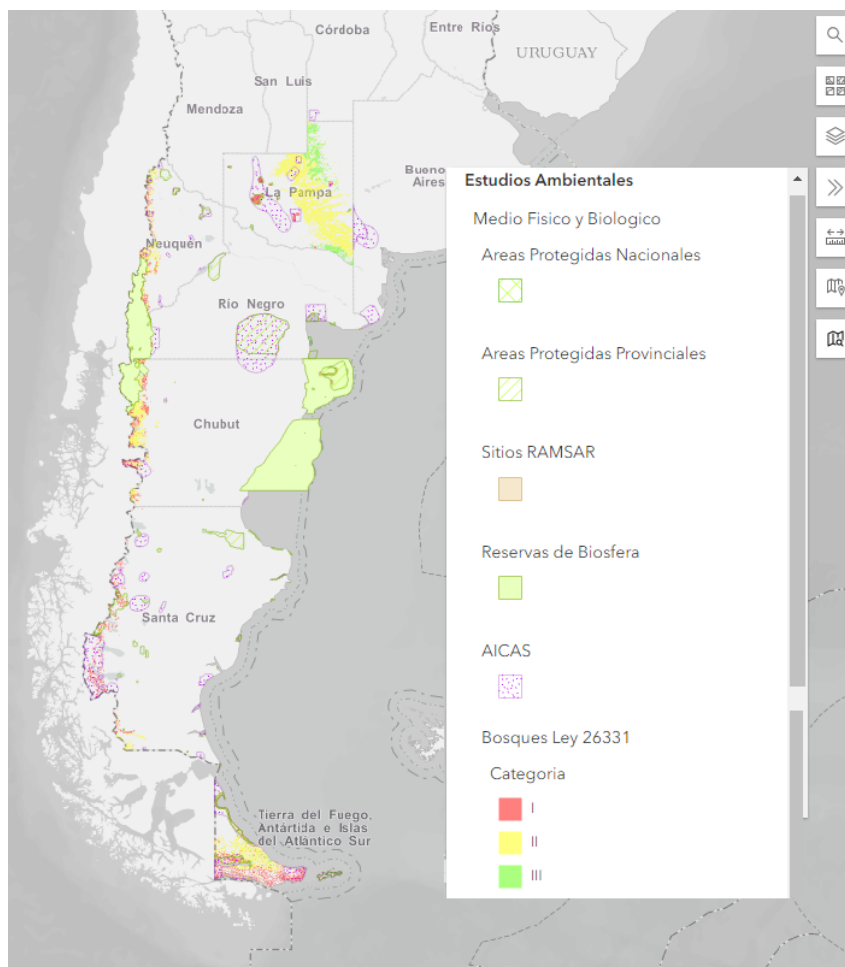 Córdoba
Entre Ríos
URUGUAY
San Luis
Mendoza
Buenos
Aires
La Pampa
Neuquén
Río Negro
Chubut
Santa Cruz
Tierra del Fuego,
Antártida e Islas
del Atlántico Sur
Estudios Ambientales
Medio Fisico y Biologico
Areas Protegidas Nacionales
Areas Protegidas Provinciales
Sitios RAMSAR
Reservas de Biosfera
AICAS
Bosques Ley 26331
Categoria
I
II
III